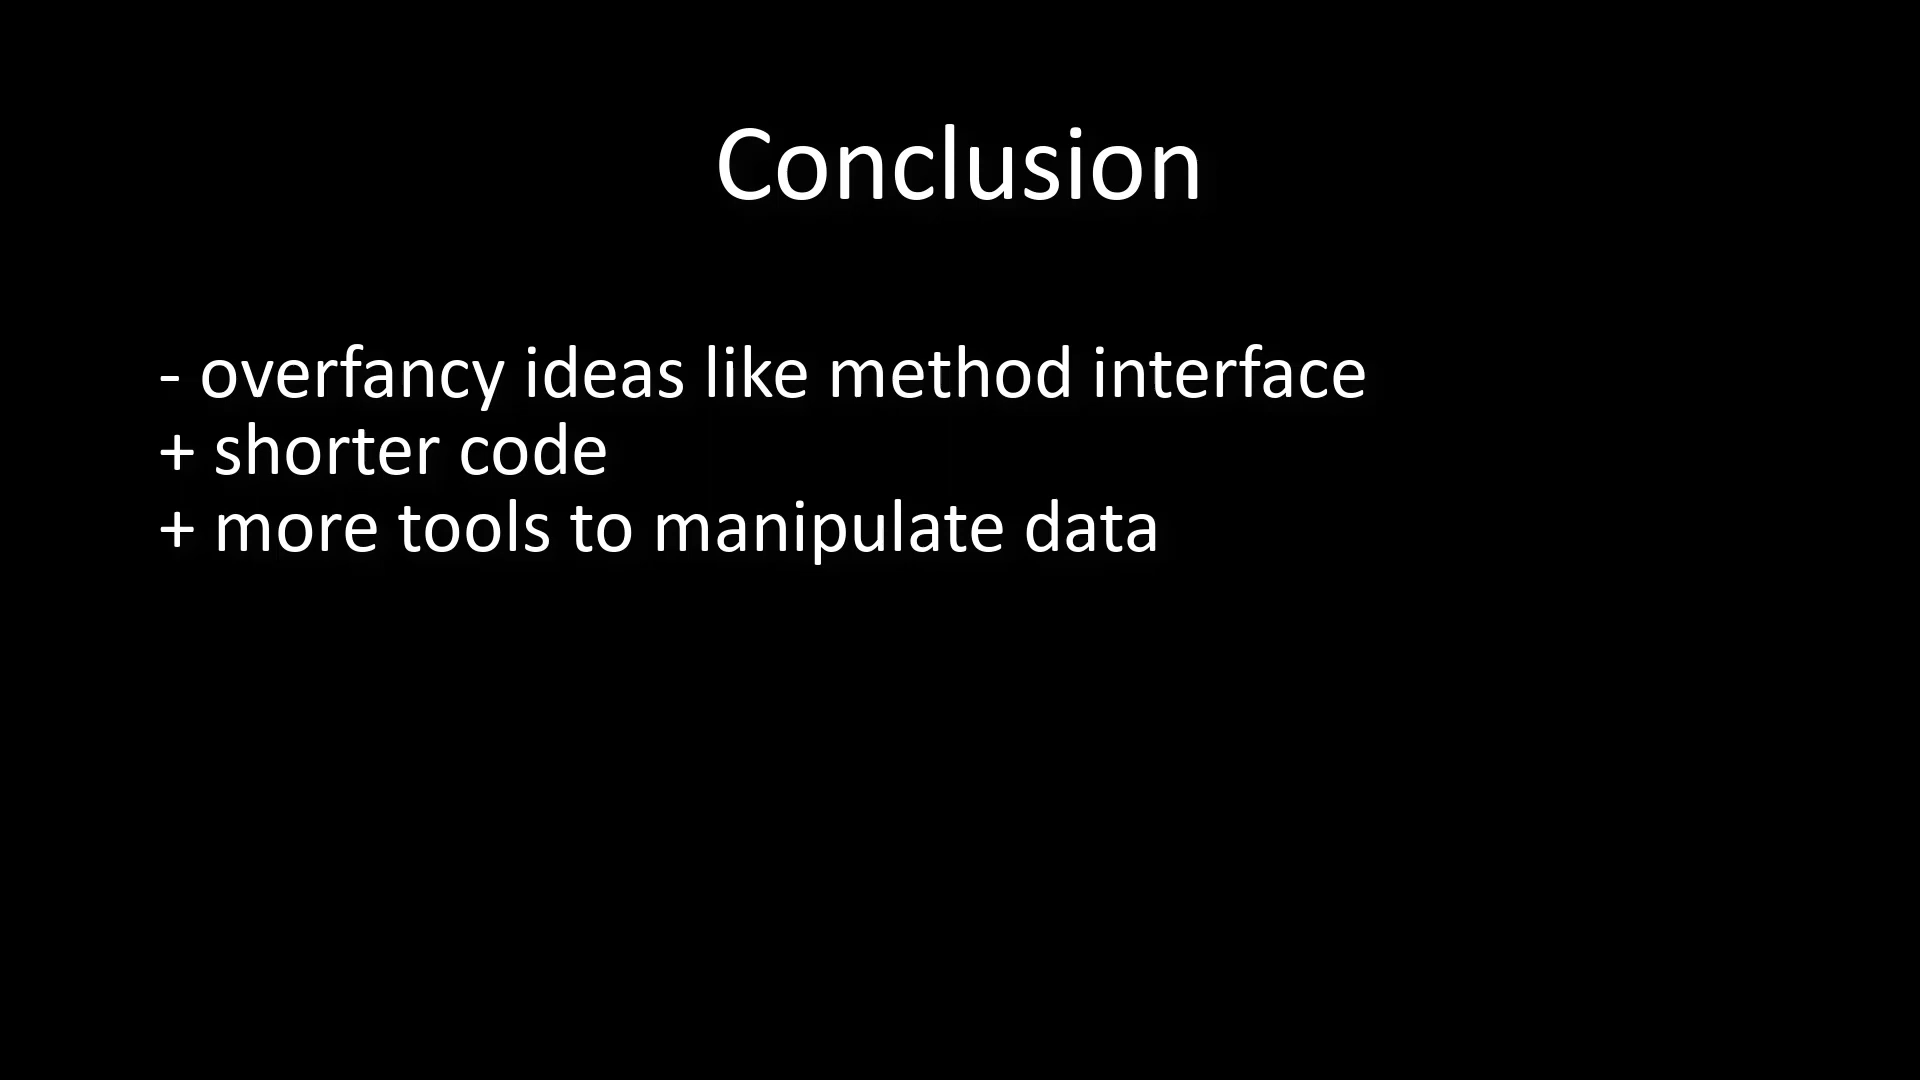 Conclusion
- overfancy ideas like method interface
+ shorter code
+ more tools to manipulate data